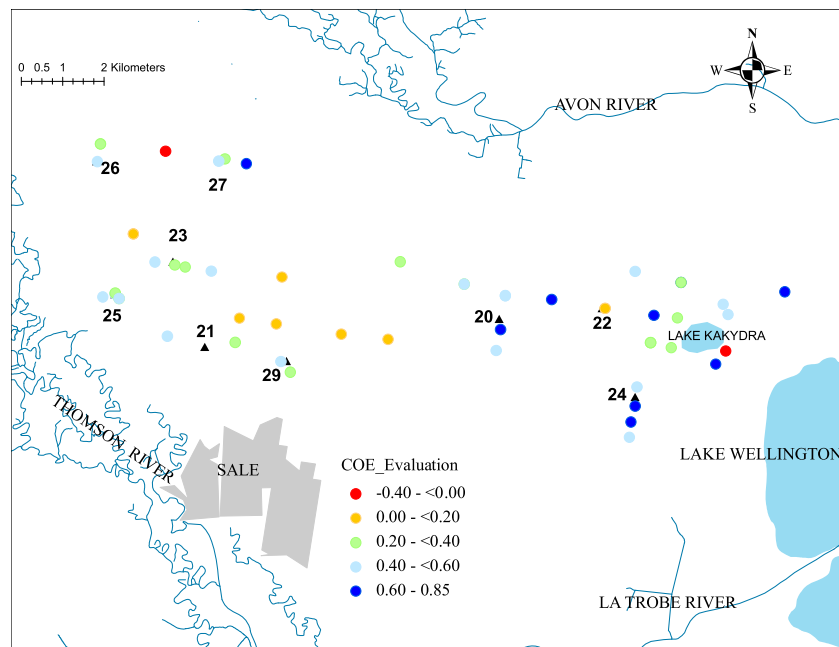 N
0 0.5 1 2 Kilometers
W E
S
AVON RIVER
26
27
23
25
21
20
22
LAKE KAKYDRA
29
24
THOMSON RIVER
SALE
LAKE WELLINGTON
COE_Evaluation
-0.40 - <0.00
0.00 - <0.20
0.20 - <0.40
0.40 - <0.60
0.60 - 0.85
LA TROBE RIVER